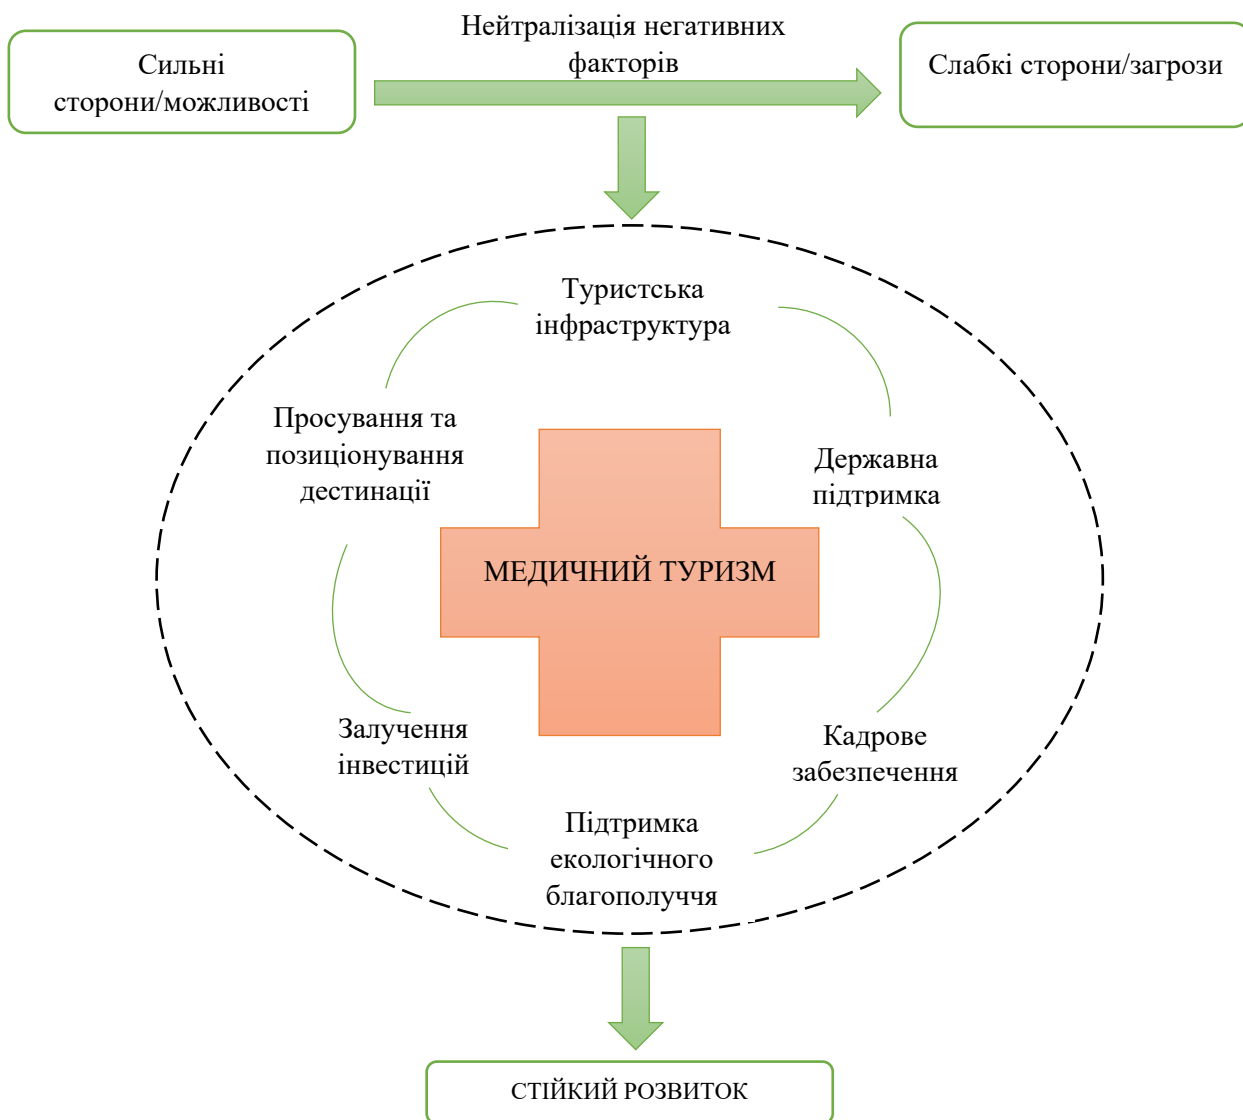 Нейтралізація негативних
факторів
Сильні
сторони/можливості
Слабкі сторони/загрози
Туристська
інфраструктура
Просування та
позиціонування
дестинації
Державна
підтримка
МЕДИЧНИЙ ТУРИЗМ
Залучення
інвестицій
Кадрове
забезпечення
Підтримка
екологічного
благополуччя
СТІЙКИЙ РОЗВИТОК